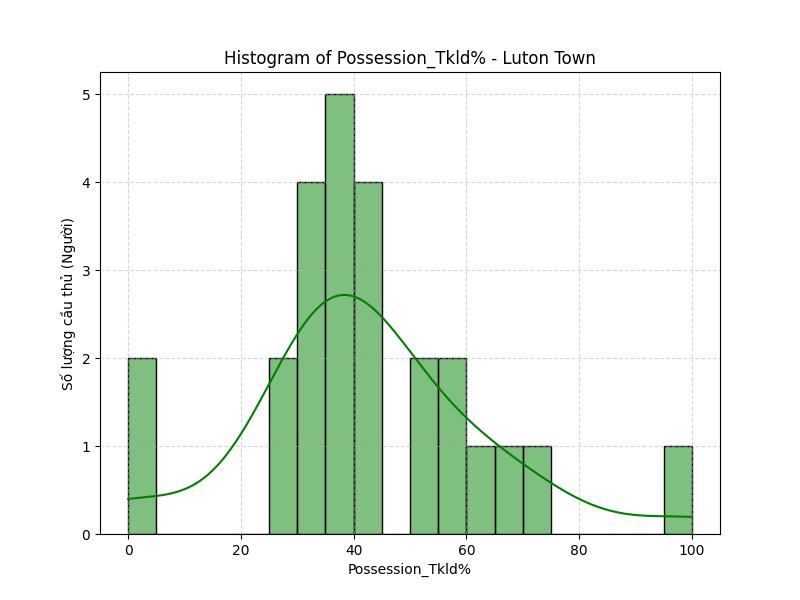 Histogram of Possession_Tkld% - Luton Town
Số lượng cầu thủ (Người)
5
4
3
2
1
0
0 20 40 60 80 100
Possession_Tkld%